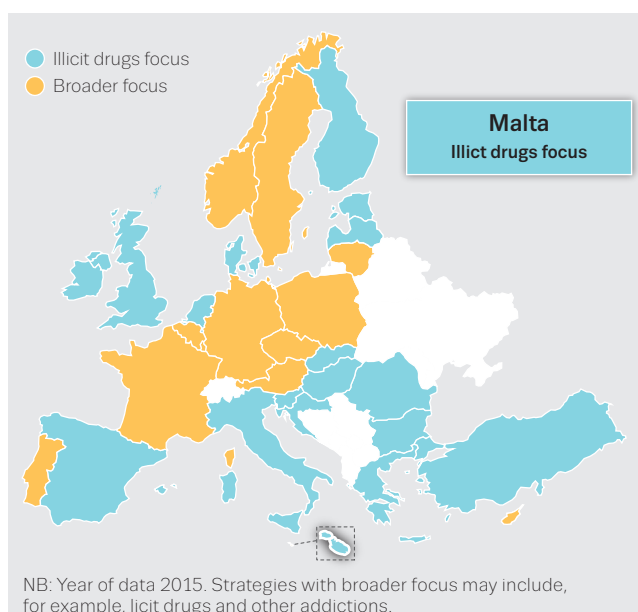 Illicit drugs focus
Broader focus
Malta
Illict drugs focus
NB: Year of data 2015. Strategies with broader focus may include,
for example, licit drugs and other addictions.